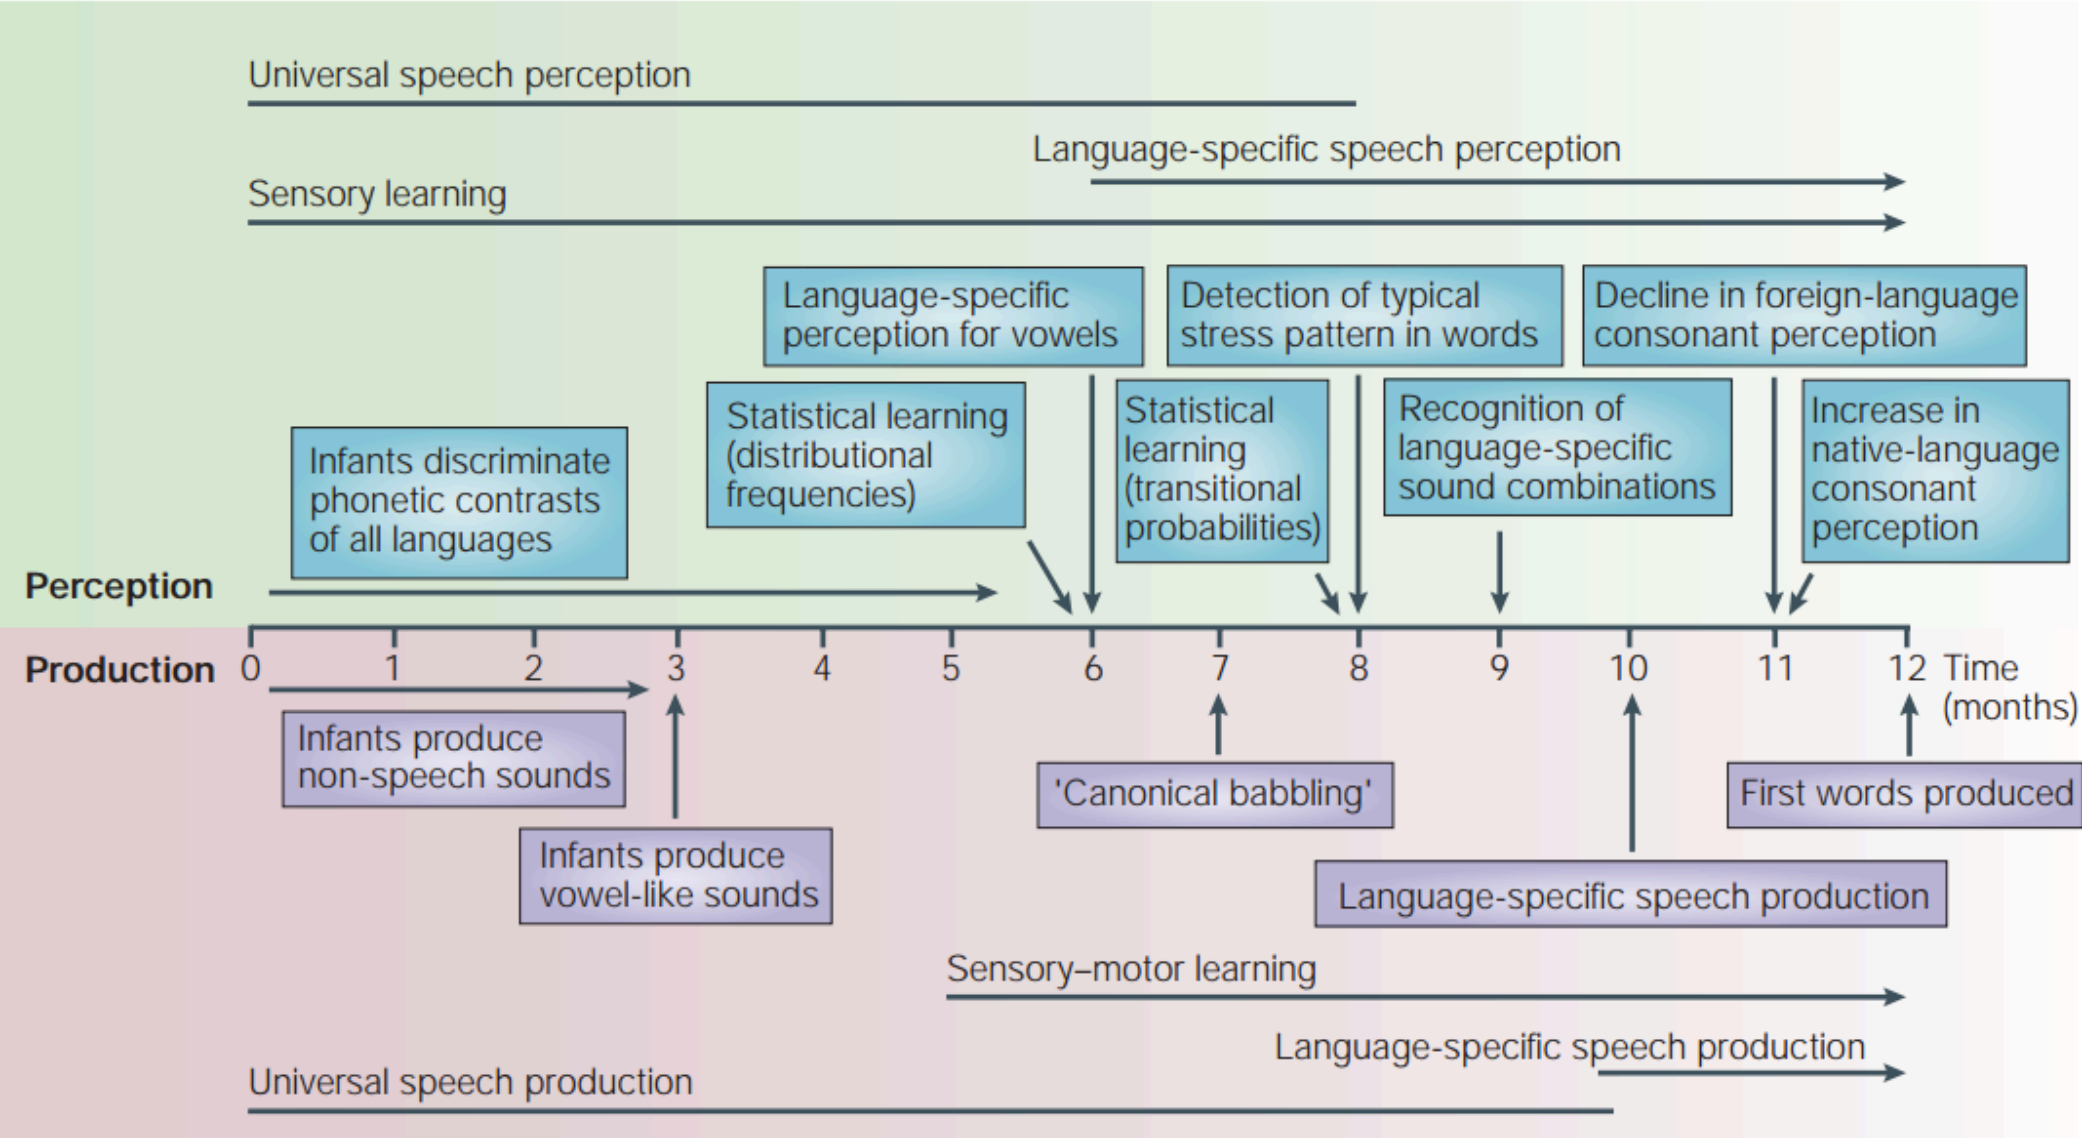 Universal speech perception
Language-specific speech perception
Sensory learning
Language-specific
perception for vowels
Detection of typical
stress pattern in words
Decline in foreign-language
consonant perception
Infants discriminate
phonetic contrasts
of all languages
Statistical learning
(distributional
frequencies)
Statistical
learning
(transitional
probabilities)
Recognition of
language-specific
sound combinations
Increase in
native-language
consonant
perception
Perception
Production
0 1 2 3 4 5 6 7 8 9 10 11 12
Time
(months)
Infants produce
non-speech sounds
Infants produce
vowel-like sounds
'Canonical babbling'
Language-specific speech production
First words produced
Sensory–motor learning
Language-specific speech production
Universal speech production